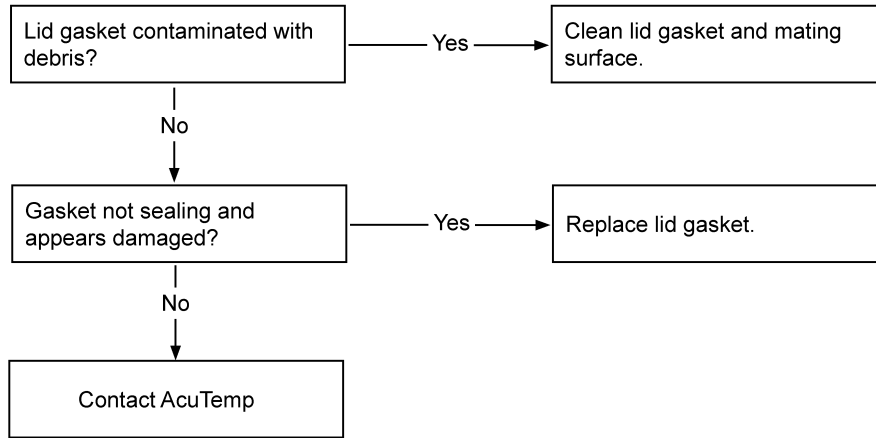 Lid gasket contaminated with
debris?
Yes
Clean lid gasket and mating
surface.
No
Gasket not sealing and
appears damaged?
Yes
Replace lid gasket.
No
Contact AcuTemp